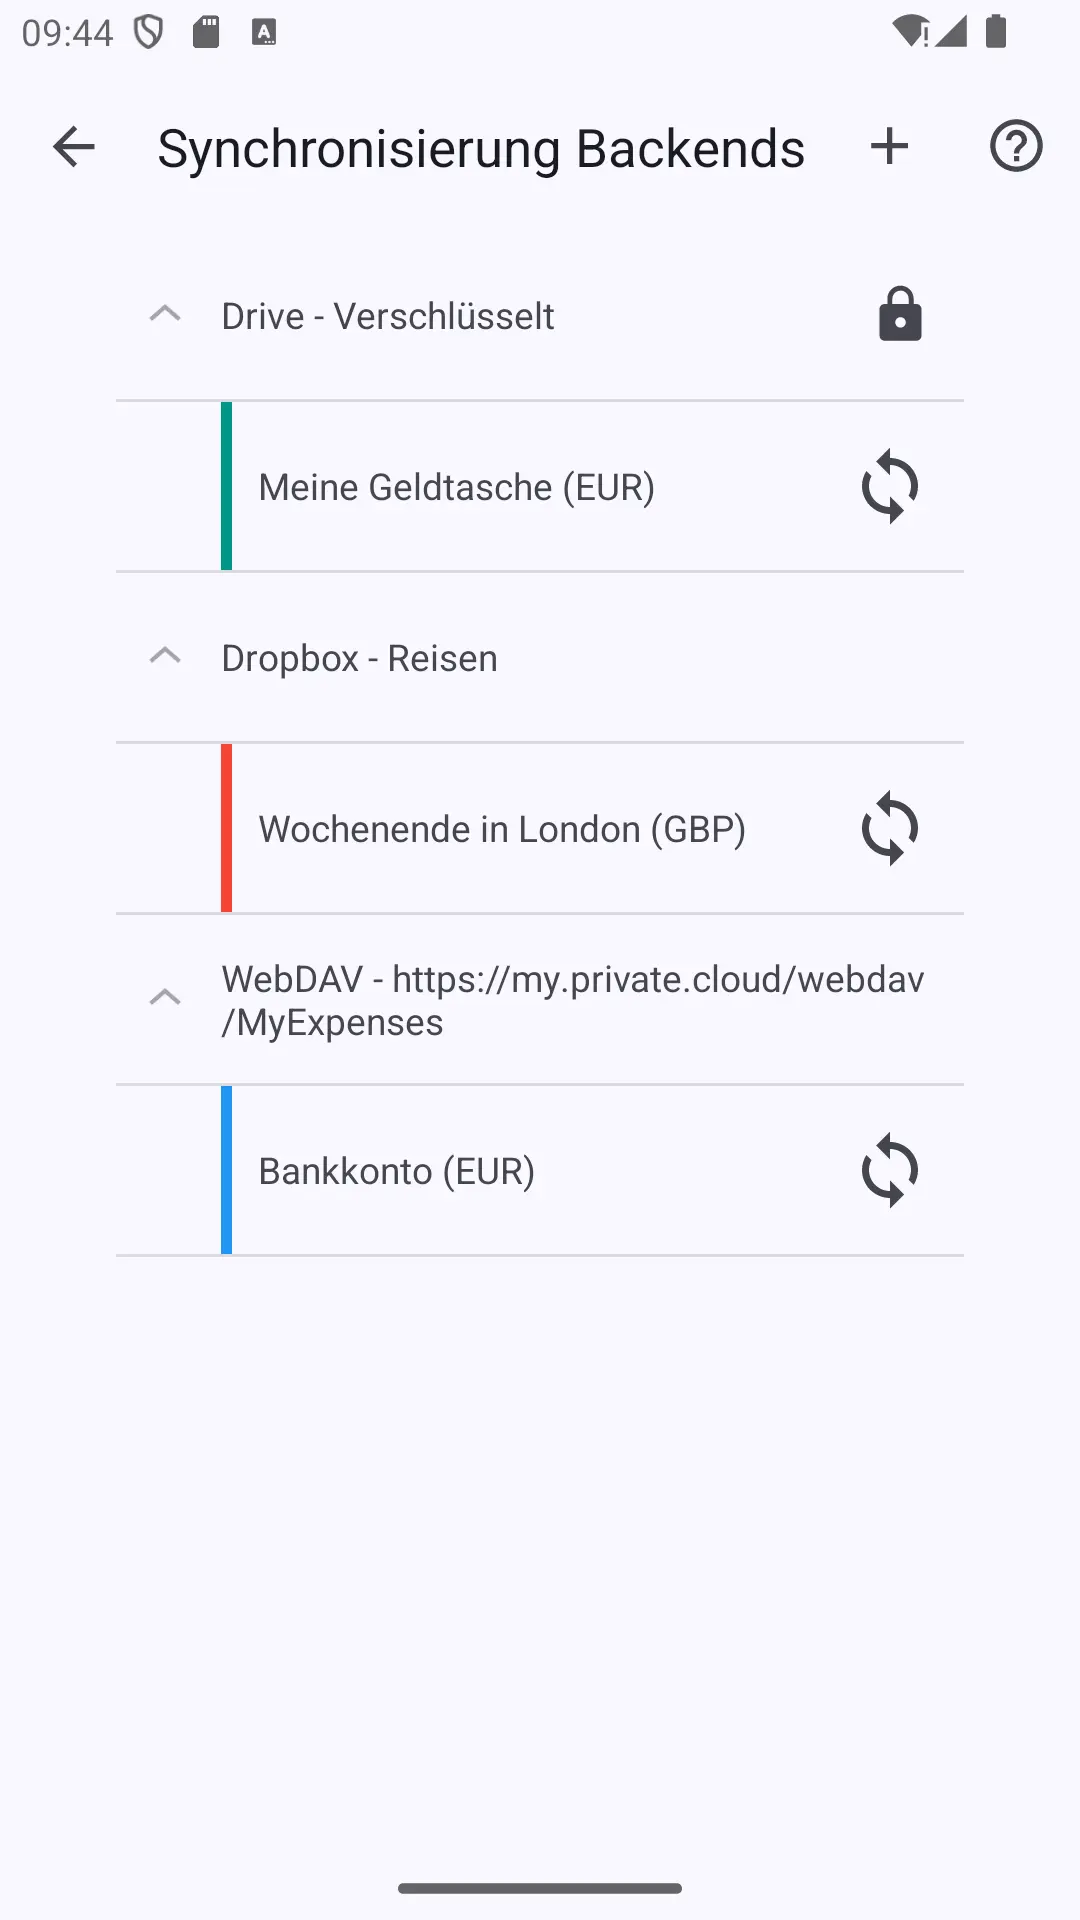 09:44
Synchronisierung Backends
Drive - Verschlüsselt
Meine Geldtasche (EUR)
Dropbox - Reisen
Wochenende in London (GBP)
WebDAV - https://my.private.cloud/webdav
/MyExpenses
Bankkonto (EUR)